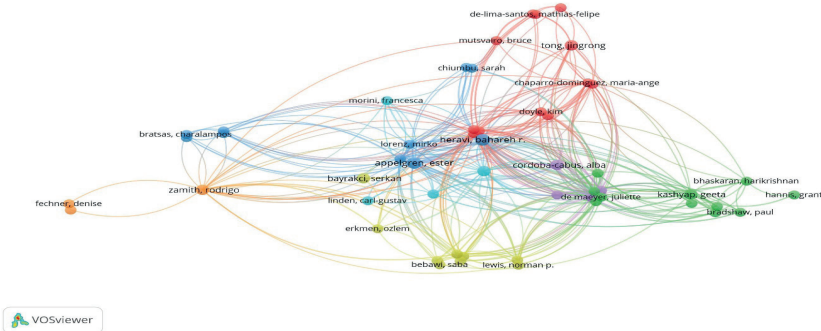 de-lima-santos, mathias-felipe
mutsvairo, bruce
tong, jingrong
chiumbu, sarah
chaparro-dominguez, maria-ange
morini, francesca
doyle, kim
bratsas, charalampos
lorenz, mirko
heravi, bahareh r.
appelgren, ester
cordoba-cabus, alba
bayrakci, serkan
bhaskaran, harikrishnan
zamith, rodrigo
kashyap, geeta
hanna, grant
de maeyer, juliette
linden, carl-gustav
fechner, denise
bradshaw, paul
erkmen, ozlem
bebawi, saba
lewis, norman p.
VOSviewer